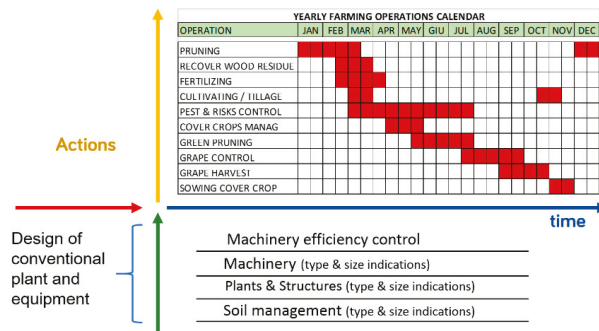 YEARLY FARMING OPERATIONS CALENDAR
OPERATION JAN FEB MAR APR MAY GIU JUL AUG SEP OCT NOV DEC
PRUNING
RECOVER WOOD RESIDUE
FERTILIZING
CULTIVATING / TILLAGE
PEST & RISKS CONTROL
COVER CROPS MANAG
GREEN PRUNING
GRAPE CONTROL
GRAPE HARVEST
SOWING COVER CROP
Actions
time
Design of
conventional
plant and
equipment
Machinery efficiency control
Machinery (type & size indications)
Plants & Structures (type & size indications)
Soil management (type & size indications)